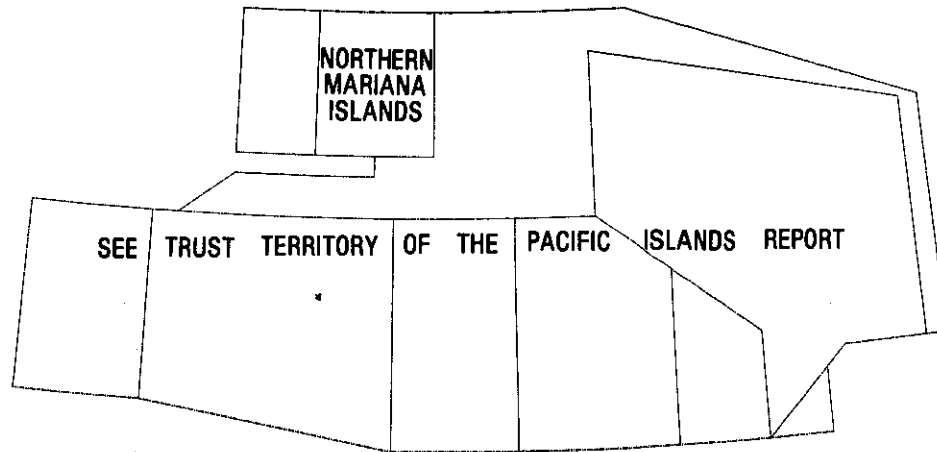 NORTHERN
MARIANA
ISLANDS
SEE TRUST TERRITORY OF THE PACIFIC ISLANDS REPORT